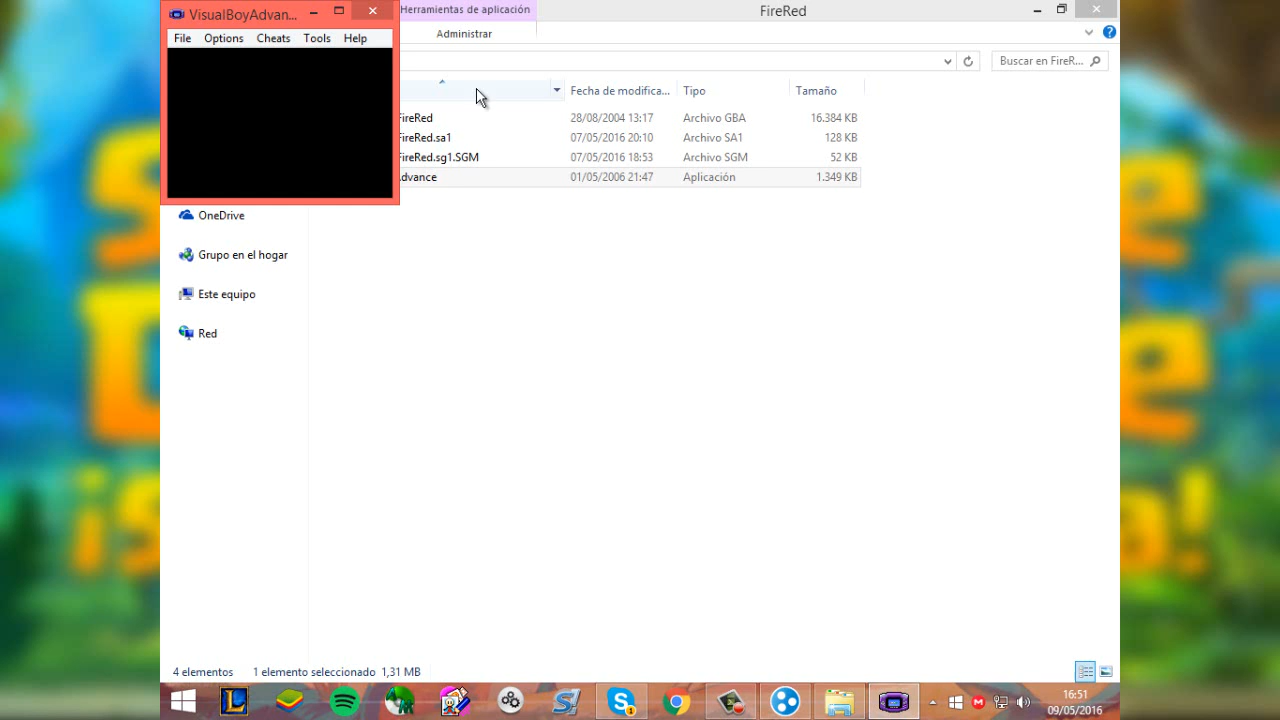 VisualBoyAdvan...
Herramientas de aplicación
FireRed
File Options Cheats Tools Help
Administrar
Buscar en FireR...
Fecha de modifica... Tipo Tamaño
FireRed 28/08/2004 13:17 Archivo GBA 16.384 KB
FireRed.sa1 07/05/2016 20:10 Archivo SA1 128 KB
FireRed.sg1.SGM 07/05/2016 18:53 Archivo SGM 52 KB
Advance 01/05/2006 21:47 Aplicación 1.349 KB
OneDrive
Grupo en el hogar
Este equipo
Red
4 elementos 1 elemento seleccionado 1,31 MB
16:51
09/05/2016